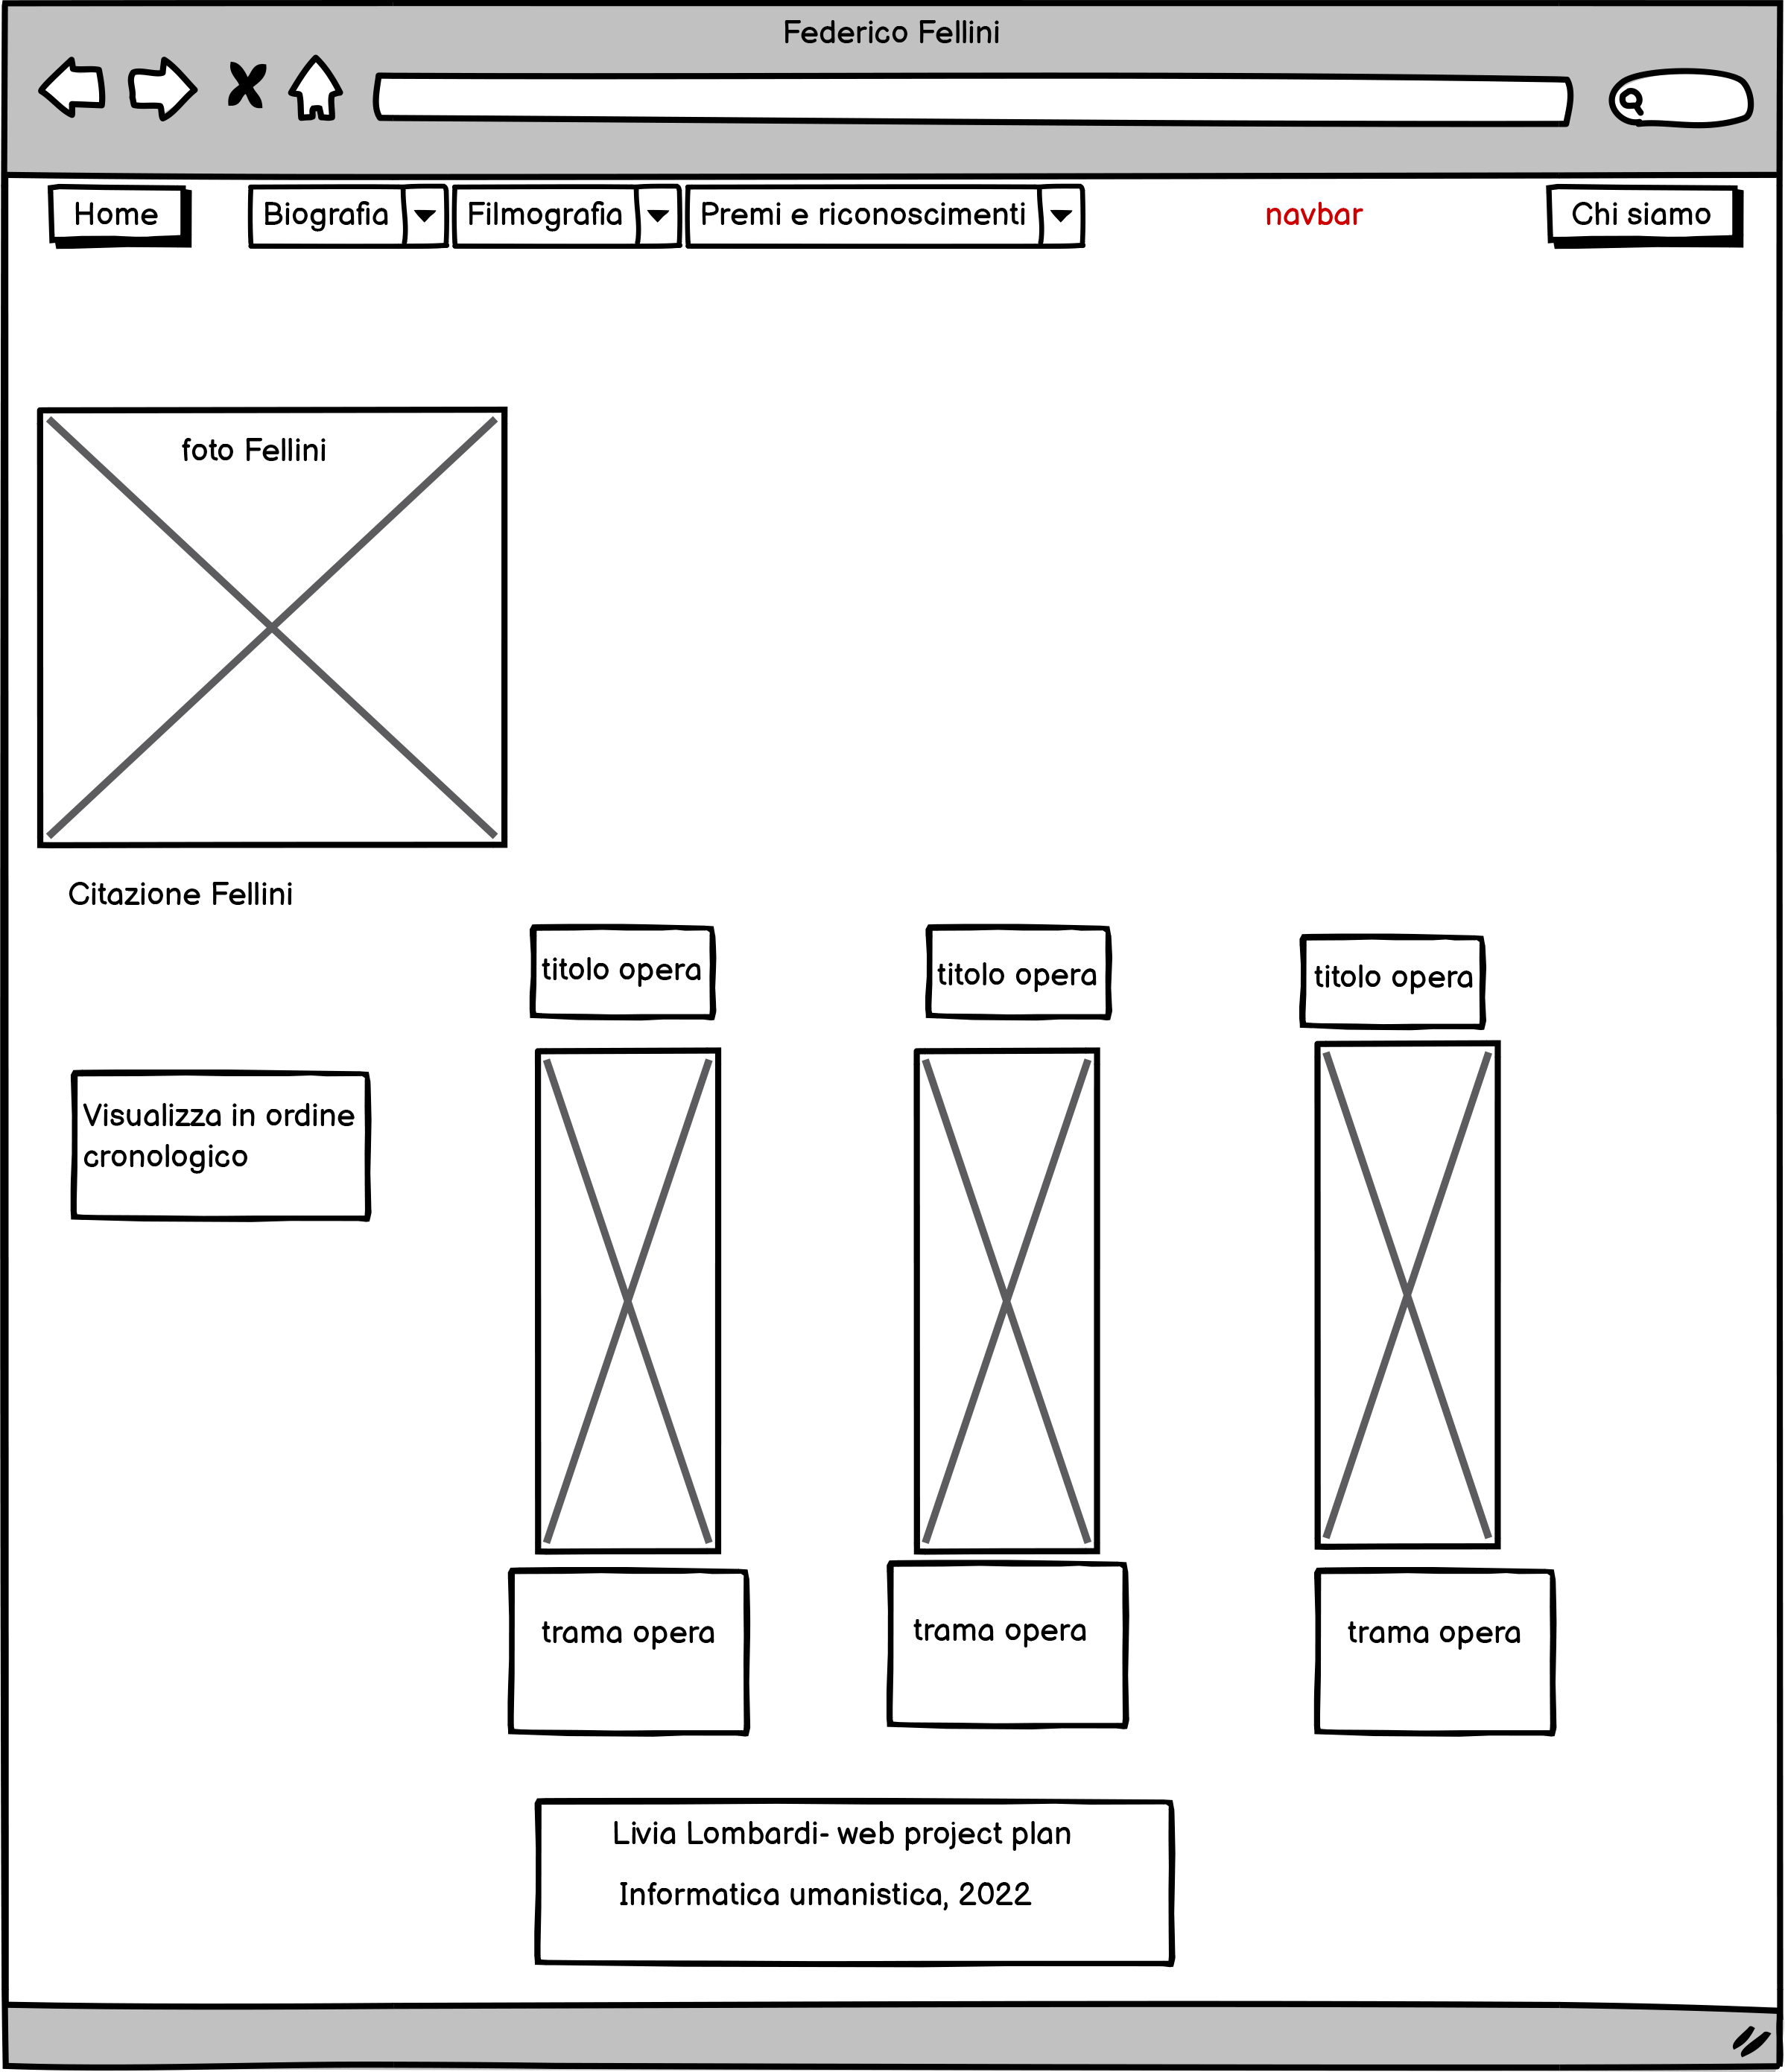 Federico Fellini
Home
Biografia
Filmografia
Premi e riconoscimenti
navbar
Chi siamo
foto Fellini
Citazione Fellini
titolo opera
titolo opera
titolo opera
Visualizza in ordine
cronologico
trama opera
trama opera
trama opera
Livia Lombardi- web project plan
Informatica umanistica, 2022